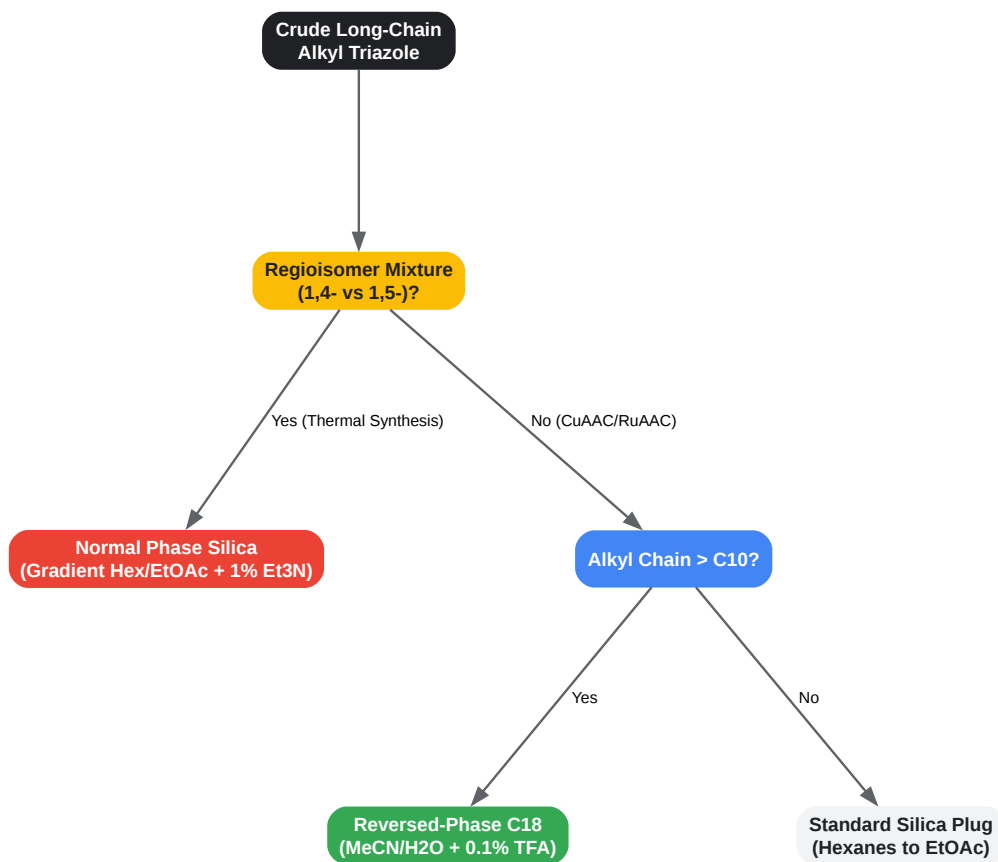 Crude Long-Chain
Alkyl Triazole
Regioisomer Mixture
(1,4- vs 1,5-)?
Yes (Thermal Synthesis)
No (CuAAC/RuAAC)
Normal Phase Silica
(Gradient Hex/EtOAc + 1% Et3N)
Alkyl Chain > C10?
Yes
No
Reversed-Phase C18
(MeCN/H2O + 0.1% TFA)
Standard Silica Plug
(Hexanes to EtOAc)